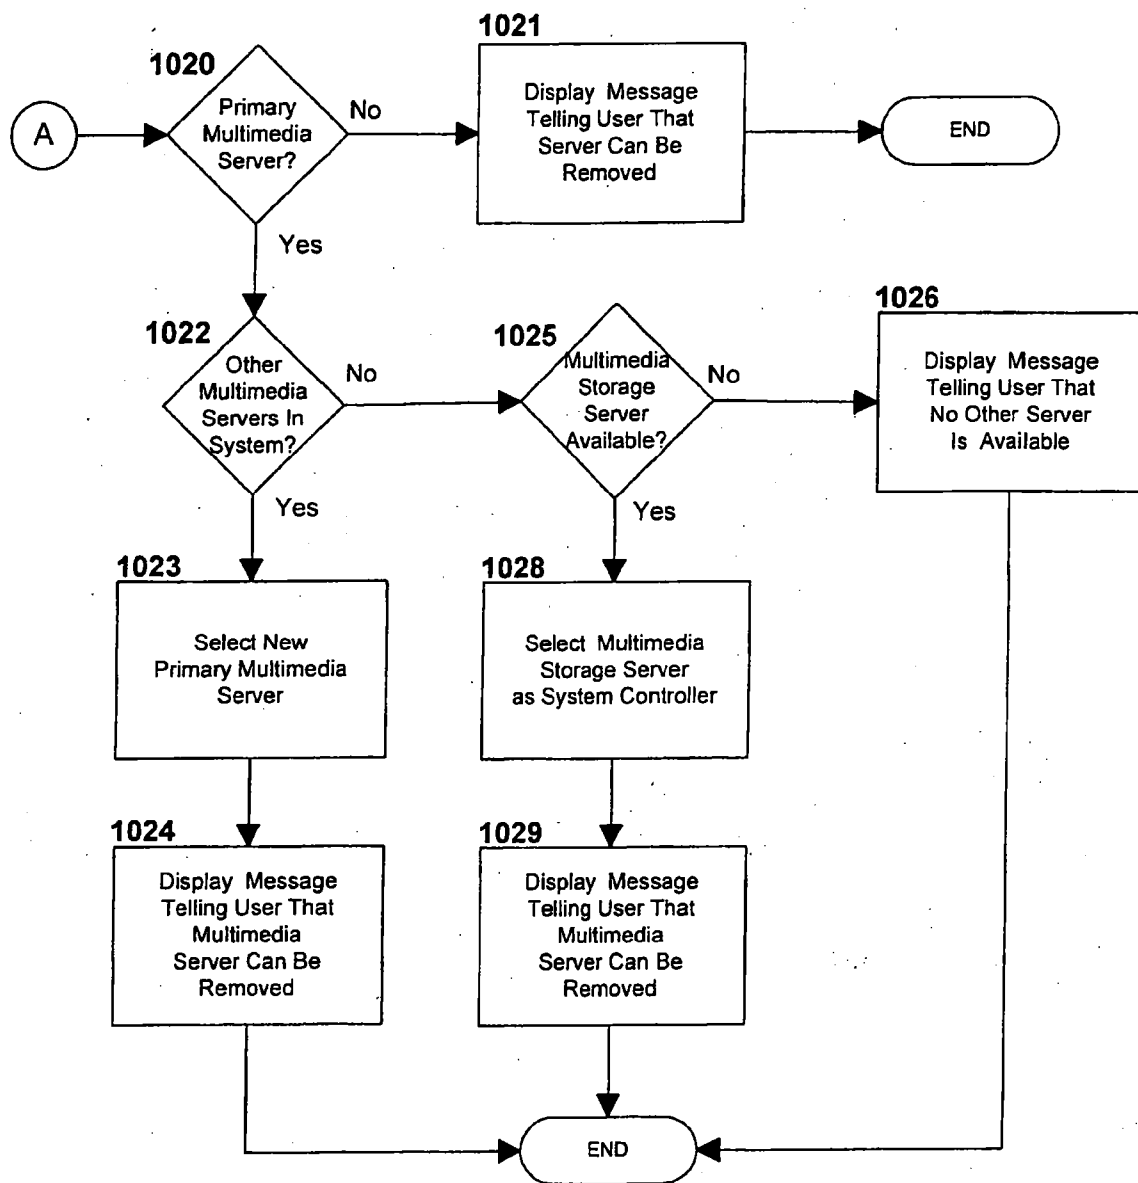 1021
1020
A
Primary
Multimedia
Server?
No
Display Message
Telling User That
Server Can Be
Removed
END
Yes
1022
Other
Multimedia
Servers In
System?
No
1025
Multimedia
Storage
Server
Available?
No
1026
Display Message
Telling User That
No Other Server
Is Available
Yes
Yes
1023
Select New
Primary Multimedia
Server
1028
Select Multimedia
Storage Server
as System Controller
1024
Display Message
Telling User That
Multimedia
Server Can Be
Removed
1029
Display Message
Telling User That
Multimedia
Server Can Be
Removed
END